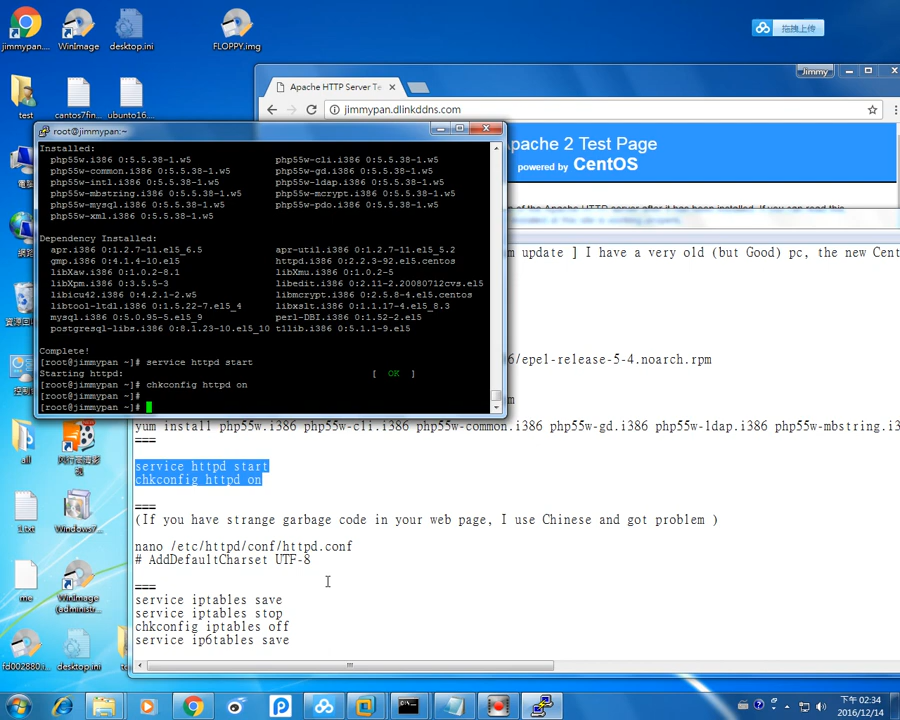 jimmypan....
WinImage
desktop.ini
FLOPPY.img
拖拽上传
Jimmy
Apache HTTP Server Te
jimmypan.dlinkddns.com
test
root@jimmypan:~
pache 2 Test Page
powered by CentOS
Installed:
php55w.i386 0:5.5.38-1.w5 php55w-cli.i386 0:5.5.38-1.w5
php55w-common.i386 0:5.5.38-1.w5 php55w-gd.i386 0:5.5.38-1.w5
php55w-intl.i386 0:5.5.38-1.w5 php55w-ldap.i386 0:5.5.38-1.w5
php55w-mbstring.i386 0:5.5.38-1.w5 php55w-mcrypt.i386 0:5.5.38-1.w5
php55w-mysql.i386 0:5.5.38-1.w5 php55w-pdo.i386 0:5.5.38-1.w5
php55w-xml.i386 0:5.5.38-1.w5
Dependency Installed:
apr.i386 0:1.2.7-11.el5_6.5 apr-util.i386 0:1.2.7-11.el5_5.2
gmp.i386 0:4.1.4-10.el5 httpd.i386 0:2.2.3-92.el5.centos
libXaw.i386 0:1.0.2-8.1 libXmu.i386 0:1.0.2-5
libXpm.i386 0:3.5.5-3 libedit.i386 0:2.11-2.20080712cvs.el5
libicu42.i386 0:4.2.1-2.w5 libmcrypt.i386 0:2.5.8-4.el5.centos
libtool-ltdl.i386 0:1.5.22-7.el5_4 libxslt.i386 0:1.1.17-4.el5_8.3
mysql.i386 0:5.0.95-5.el5_9 perl-DBI.i386 0:1.52-2.el5
postgresql-libs.i386 0:8.1.23-10.el5_10 t1lib.i386 0:5.1.1-9.el5
Complete!
[root@jimmypan ~]# service httpd start
Starting httpd: [ OK ]
[root@jimmypan ~]# chkconfig httpd on
[root@jimmypan ~]#
[root@jimmypan ~]#
m update ] I have a very old (but Good) pc, the new Cent
6/epel-release-5-4.noarch.rpm
m
yum install php55w.i386 php55w-cli.i386 php55w-common.i386 php55w-gd.i386 php55w-ldap.i386 php55w-mbstring.i3
===
service httpd start
chkconfig httpd on
===
(If you have strange garbage code in your web page, I use Chinese and got problem )
nano /etc/httpd/conf/httpd.conf
# AddDefaultCharset UTF-8
===
service iptables save
service iptables stop
chkconfig iptables off
service ip6tables save
all
1.txt
Windows7...
me
WinImage
(administr...
fd002880.i...
desktop.ini
下午 02:34
2016/12/14